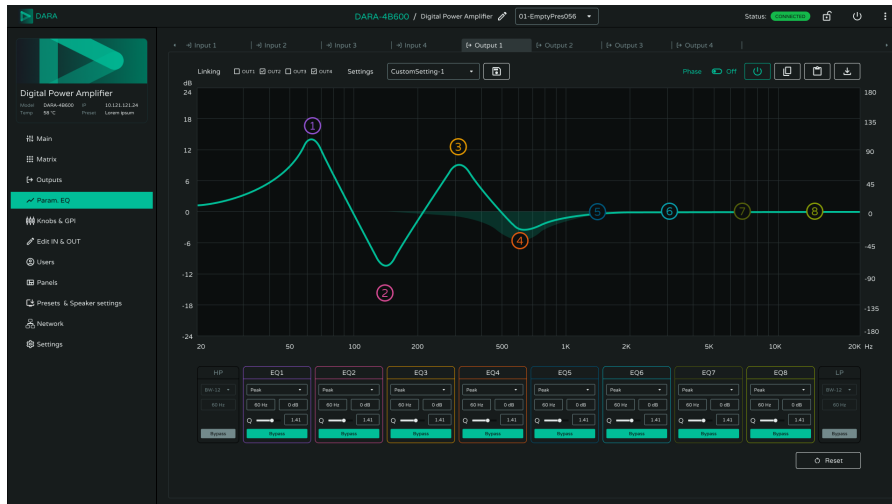 DARA
DARA-4B600 / Digital Power Amplifier
01-EmptyPres056
Status: CONNECTED
Input 1
Input 2
Input 3
Input 4
Output 1
Output 2
Output 3
Output 4
Digital Power Amplifier
Model DARA-4B600 IP 10.121.121.24
Temp 58 °C Preset Lorem ipsum
Main
Matrix
Outputs
Param. EQ
Knobs & GPI
Edit IN & OUT
Users
Panels
Presets & Speaker settings
Network
Settings
Linking OUT1 OUT2 OUT3 OUT4 Settings CustomSetting-1
Phase Off
dB
24
18
12
6
0
-6
-12
-18
-24
180
135
90
45
0
-45
-90
-135
-180
1
2
3
4
5
6
7
8
20 50 100 200 500 1K 2K 5K 10K 20K Hz
HP EQ1 EQ2 EQ3 EQ4 EQ5 EQ6 EQ7 EQ8 LP
BW-12 Peak Peak Peak Peak Peak Peak Peak Peak BW-12
60 Hz 60 Hz 0 dB 60 Hz 0 dB 60 Hz 0 dB 60 Hz 0 dB 60 Hz 0 dB 60 Hz 0 dB 60 Hz 0 dB 60 Hz 0 dB 60 Hz
Q 1.41 Q 1.41 Q 1.41 Q 1.41 Q 1.41 Q 1.41 Q 1.41 Q 1.41
Bypass Bypass Bypass Bypass Bypass Bypass Bypass Bypass Bypass Bypass
Reset